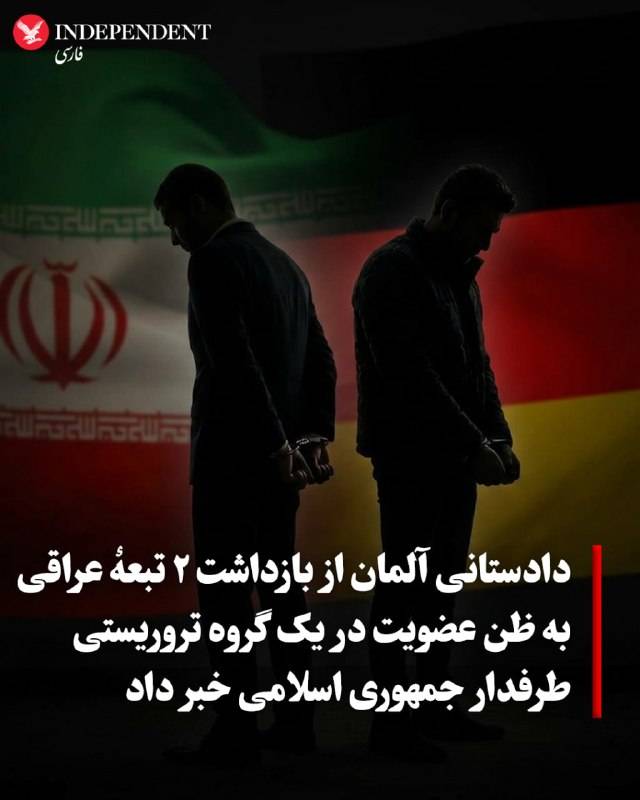 INDEPENDENT
فارسی
دادستانی آلمان از بازداشت ۲ تبعهٔ عراقی
به ظن عضویت در یک گروه تروریستی
طرفدار جمهوری اسلامی خبر داد